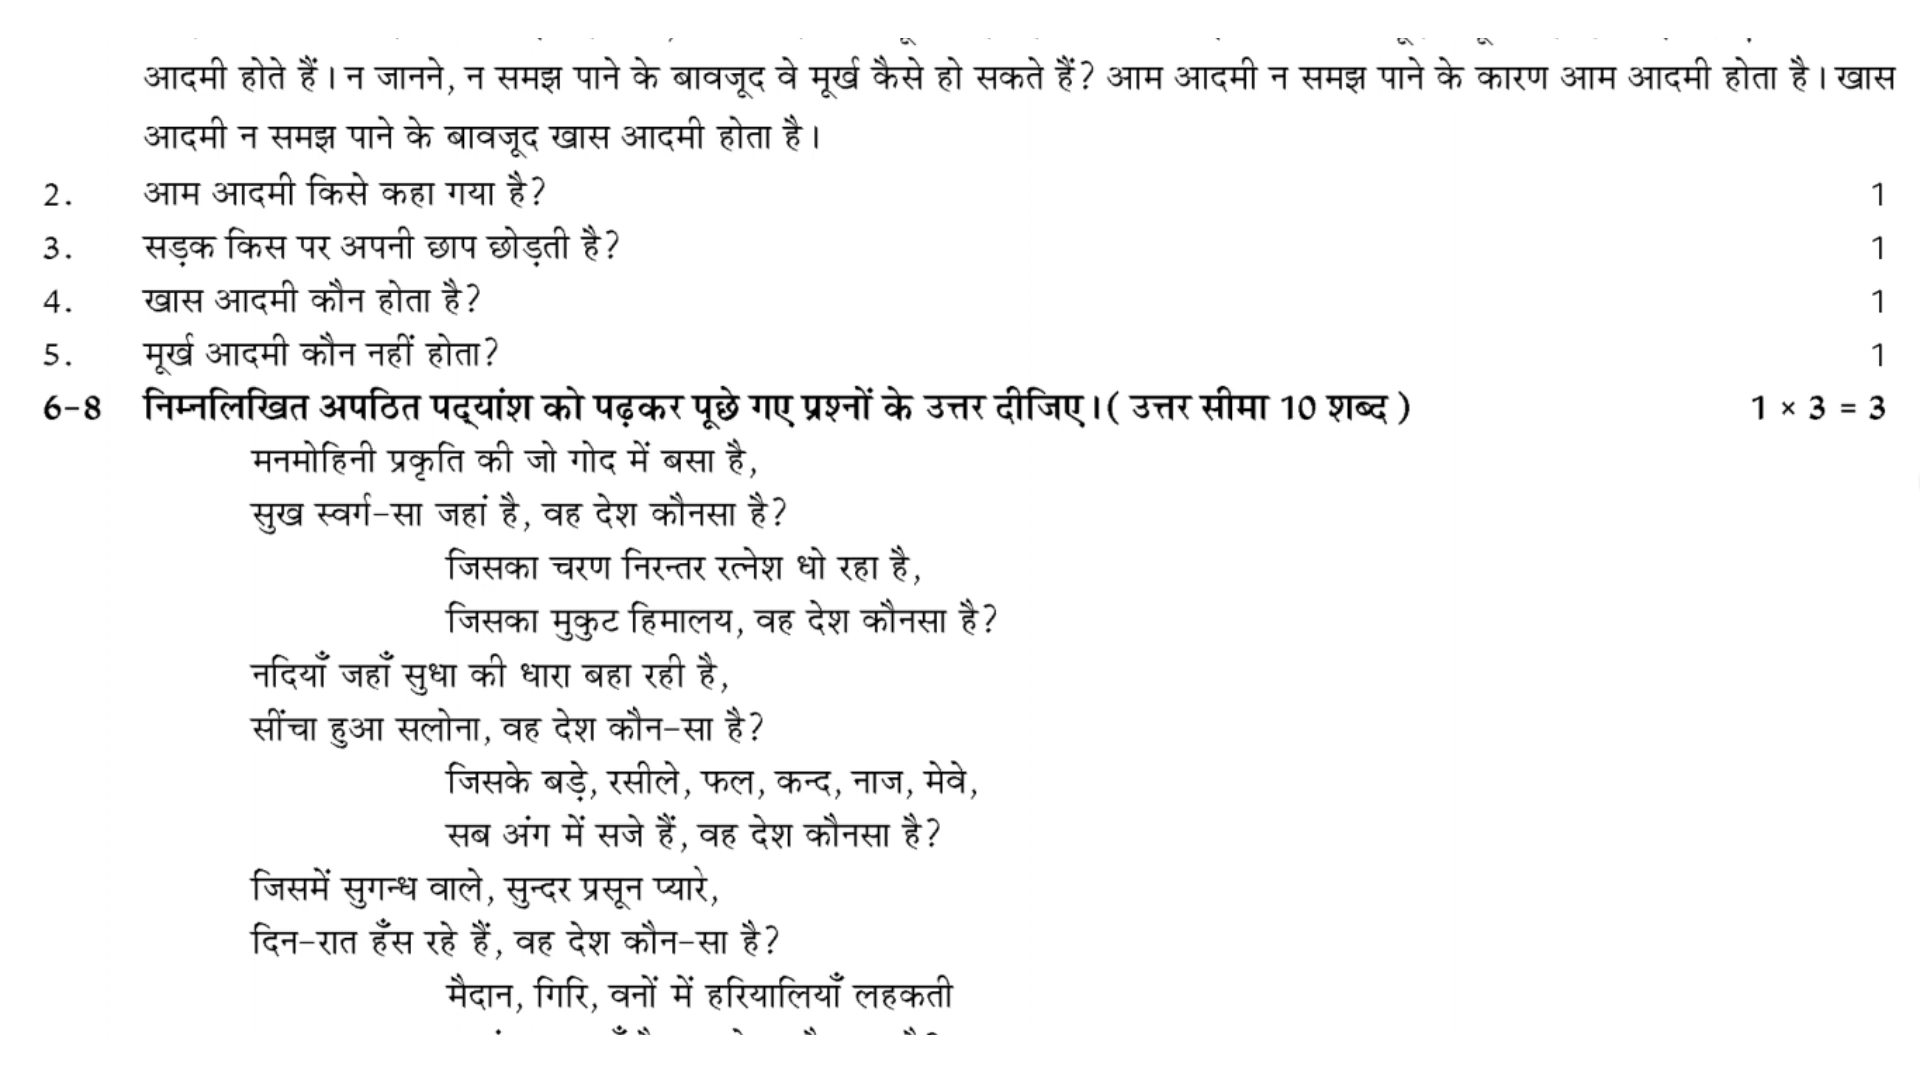 आदमी होते हैं। न जानने, न समझ पाने के बावजूद वे मूर्ख कैसे हो सकते हैं? आम आदमी न समझ पाने के कारण आम आदमी होता है। खास
आदमी न समझ पाने के बावजूद खास आदमी होता है।
2. आम आदमी किसे कहा गया है? 1
3. सड़क किस पर अपनी छाप छोड़ती है? 1
4. खास आदमी कौन होता है? 1
5. मूर्ख आदमी कौन नहीं होता? 1
6-8 निम्नलिखित अपठित पद्यांश को पढ़कर पूछे गए प्रश्नों के उत्तर दीजिए।( उत्तर सीमा 10 शब्द ) 1 × 3 = 3
मनमोहिनी प्रकृति की जो गोद में बसा है,
सुख स्वर्ग-सा जहां है, वह देश कौनसा है?
जिसका चरण निरन्तर रत्नेश धो रहा है,
जिसका मुकुट हिमालय, वह देश कौनसा है?
नदियाँ जहाँ सुधा की धारा बहा रही है,
सींचा हुआ सलोना, वह देश कौन-सा है?
जिसके बड़े, रसीले, फल, कन्द, नाज, मेवे,
सब अंग में सजे हैं, वह देश कौनसा है?
जिसमें सुगन्ध वाले, सुन्दर प्रसून प्यारे,
दिन-रात हँस रहे हैं, वह देश कौन-सा है?
मैदान, गिरि, वनों में हरियालियाँ लहकती